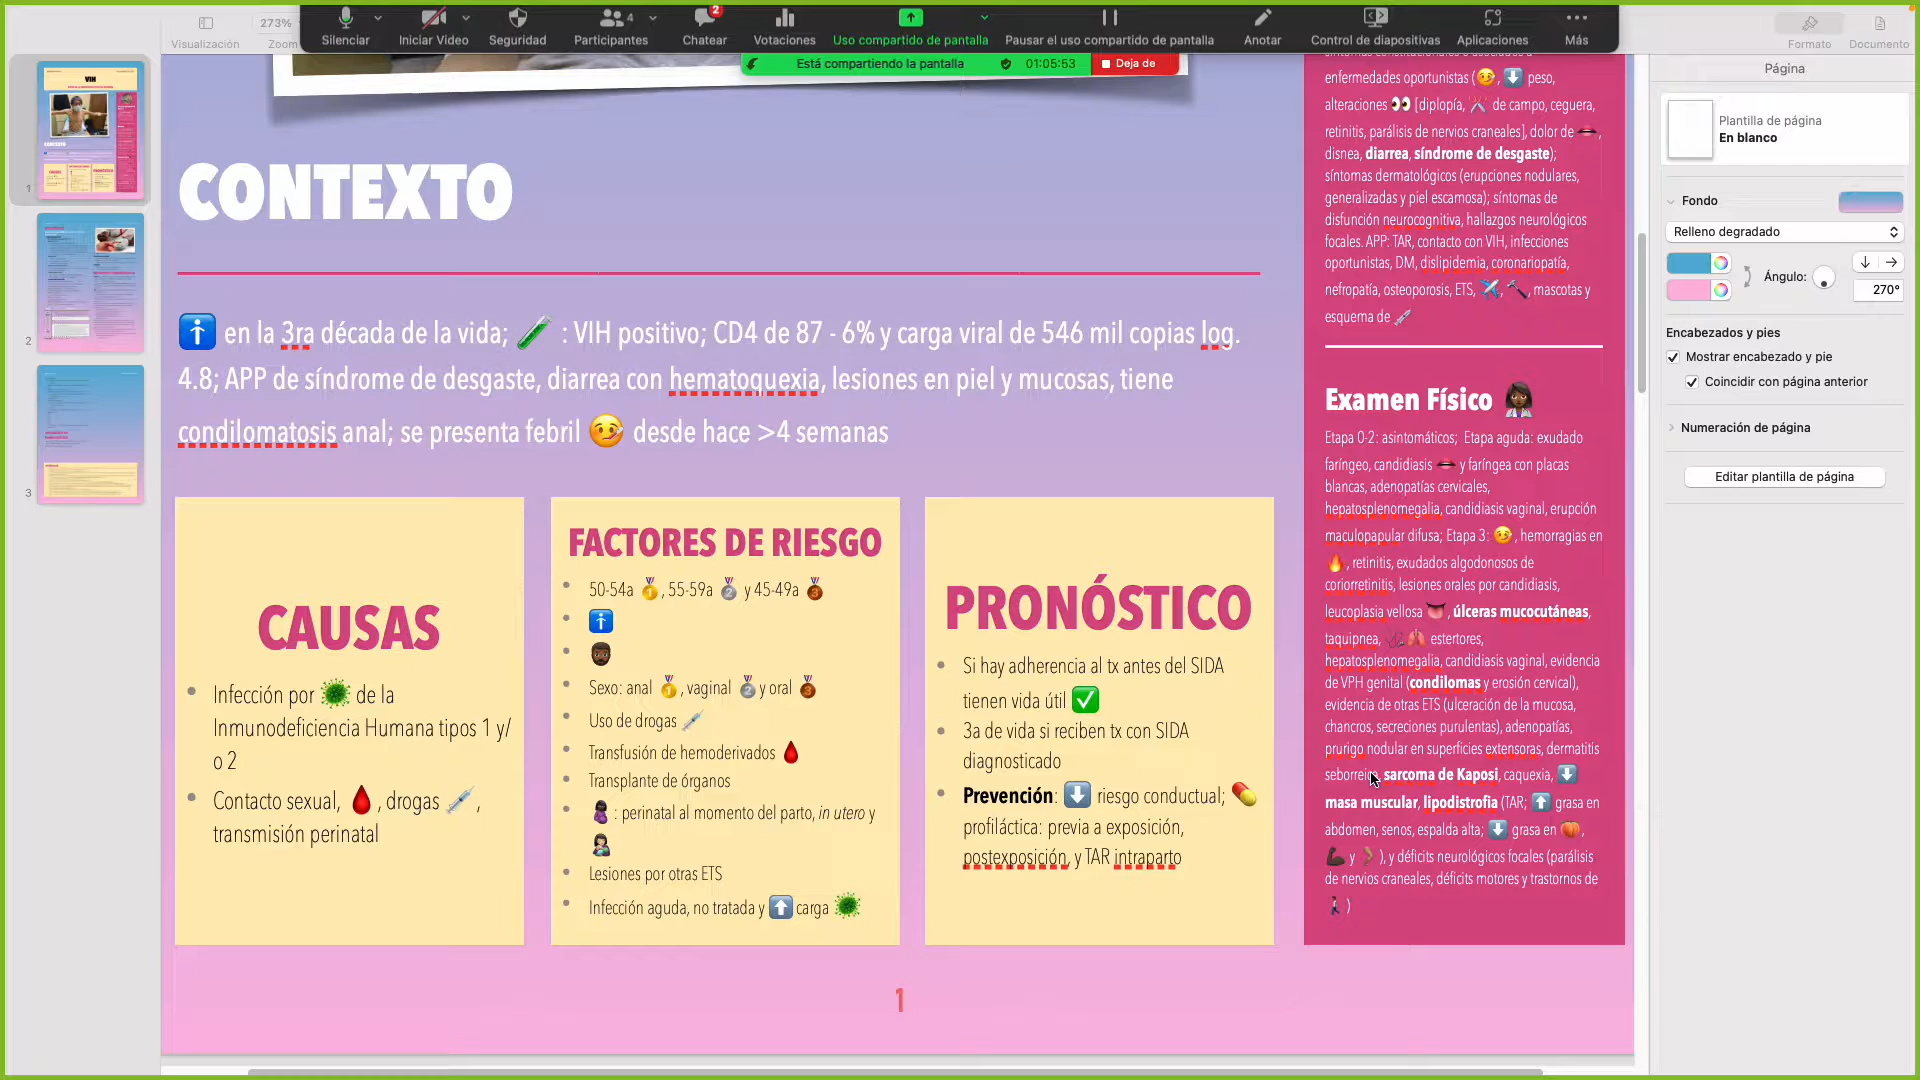 Visualización
273%
Zoom
Silenciar
Iniciar Video
Seguridad
4
Participantes
2
Chatear
Votaciones
Uso compartido de pantalla
Pausar el uso compartido de pantalla
Anotar
Control de diapositivas
Aplicaciones
Más
Formato
Documento
Está compartiendo la pantalla
01:05:53
Deja de
VIH
1
2
3
CONTEXTO
en la 3ra década de la vida; 🧪 : VIH positivo; CD4 de 87 - 6% y carga viral de 546 mil copias log.
4.8; APP de síndrome de desgaste, diarrea con hematoquexia, lesiones en piel y mucosas, tiene
condilomatosis anal; se presenta febril 🤒 desde hace >4 semanas
CAUSAS
• Infección por 🦠 de la
Inmunodeficiencia Humana tipos 1 y/
o 2
• Contacto sexual, 🩸, drogas 💉,
transmisión perinatal
FACTORES DE RIESGO
• 50-54a 🥇, 55-59a 🥈 y 45-49a 🥉
• Sexo: anal 🥇, vaginal 🥈 y oral 🥉
• Uso de drogas 💉
• Transfusión de hemoderivados 🩸
• Transplante de órganos
• : perinatal al momento del parto, in utero y
• Lesiones por otras ETS
• Infección aguda, no tratada y ⬆️ carga 🦠
PRONÓSTICO
• Si hay adherencia al tx antes del SIDA
tienen vida útil ✅
• 3a de vida si reciben tx con SIDA
diagnosticado
• Prevención: ⬇️ riesgo conductual; 💊
profiláctica: previa a exposición,
postexposición, y TAR intraparto
1
enfermedades oportunistas (🤒, ⬇️ peso,
alteraciones 👀 [diplopía, ✂️ de campo, ceguera,
retinitis, parálisis de nervios craneales], dolor de 👄,
disnea, diarrea, síndrome de desgaste);
síntomas dermatológicos (erupciones nodulares,
generalizadas y piel escamosa); síntomas de
disfunción neurocognitiva, hallazgos neurológicos
focales. APP: TAR, contacto con VIH, infecciones
oportunistas, DM, dislipidemia, coronariopatía,
nefropatía, osteoporosis, ETS, ✈️, 🔨, mascotas y
esquema de 💉
Examen Físico
Etapa 0-2: asintomáticos; Etapa aguda: exudado
faríngeo, candidiasis 👄 y faríngea con placas
blancas, adenopatías cervicales,
hepatosplenomegalia, candidiasis vaginal, erupción
maculopapular difusa; Etapa 3: 🤒, hemorragias en
🔥, retinitis, exudados algodonosos de
coriorretinitis, lesiones orales por candidiasis,
leucoplasia vellosa 👅, úlceras mucocutáneas,
taquipnea, 🩺🫁 estertores,
hepatosplenomegalia, candidiasis vaginal, evidencia
de VPH genital (condilomas y erosión cervical),
evidencia de otras ETS (ulceración de la mucosa,
chancros, secreciones purulentas), adenopatías,
prurigo nodular en superficies extensoras, dermatitis
seborreica, sarcoma de Kaposi, caquexia, ⬇️
masa muscular, lipodistrofia (TAR; ⬆️ grasa en
abdomen, senos, espalda alta; ⬇️ grasa en 🍑,
💪 y 🦵), y déficits neurológicos focales (parálisis
de nervios craneales, déficits motores y trastornos de
)
Página
Plantilla de página
En blanco
Fondo
Relleno degradado
Ángulo:
270°
Encabezados y pies
Mostrar encabezado y pie
Coincidir con página anterior
Numeración de página
Editar plantilla de página